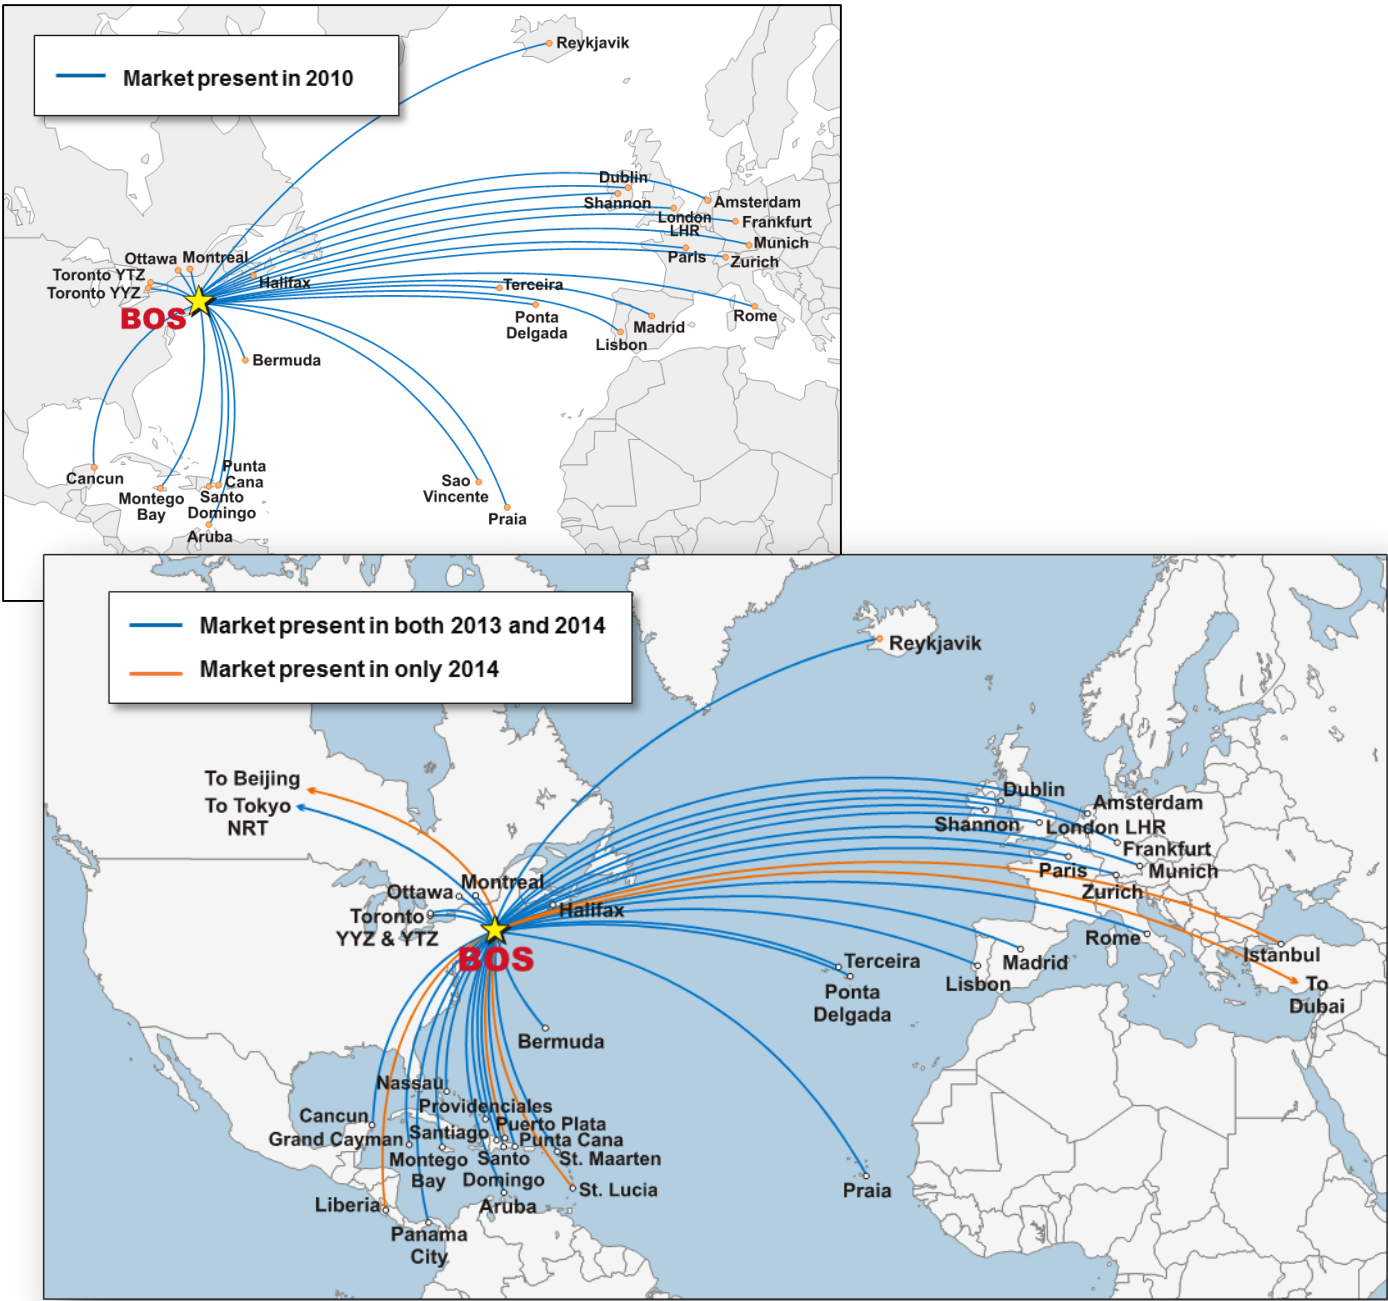 Market present in 2010
Reykjavik
Dublin
Shannon
Amsterdam
London
LHR
Frankfurt
Munich
Paris
Zurich
Ottawa
Montreal
Toronto YTZ
Toronto YYZ
Halifax
BOS
Terceira
Ponta
Delgada
Madrid
Lisbon
Rome
Bermuda
Cancun
Montego
Bay
Punta
Cana
Santo
Domingo
Aruba
Sao
Vincente
Praia
Market present in both 2013 and 2014
Market present in only 2014
Reykjavik
To Beijing
To Tokyo
NRT
Dublin
Amsterdam
Shannon
London LHR
Frankfurt
Paris
Munich
Zurich
Ottawa
Montreal
Toronto
YYZ & YTZ
Halifax
BOS
Rome
Istanbul
Madrid
Lisbon
To
Dubai
Terceira
Ponta
Delgada
Bermuda
Nassau
Cancun
Providenciales
Grand Cayman
Santiago
Puerto Plata
Punta Cana
Montego
Bay
Santo
Domingo
St. Maarten
St. Lucia
Liberia
Aruba
Panama
City
Praia